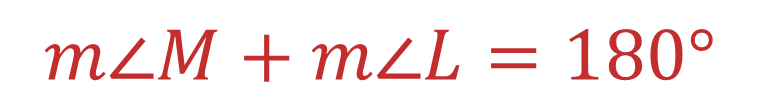 m∠M + m∠L = 180°